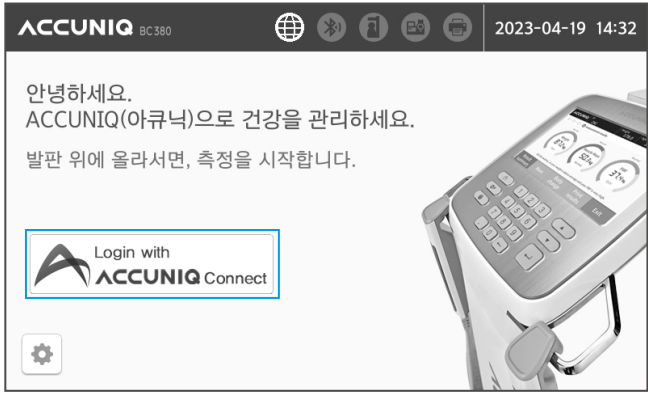 ACCUNIQ BC380
2023-04-19 14:32
안녕하세요.
ACCUNIQ(아큐닉)으로 건강을 관리하세요.
발판 위에 올라서면, 측정을 시작합니다.
Login with
ACCUNIQ Connect